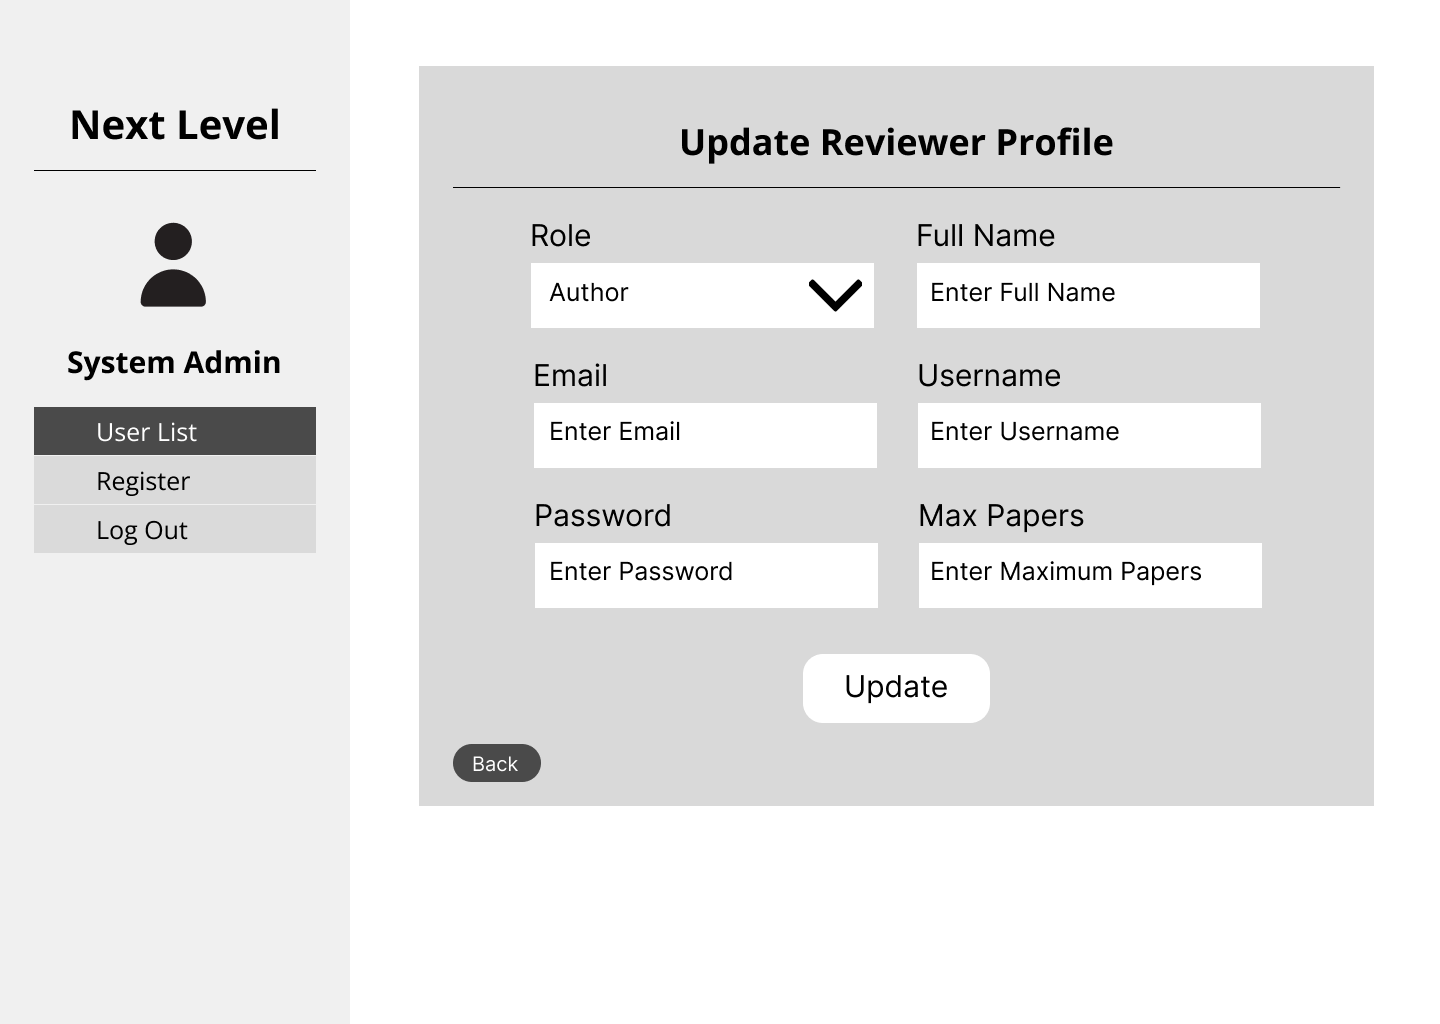 Next Level
System Admin
User List
Register
Log Out
Update Reviewer Profile
Role
Full Name
Author
Enter Full Name
Email
Username
Enter Email
Enter Username
Password
Max Papers
Enter Password
Enter Maximum Papers
Update
Back